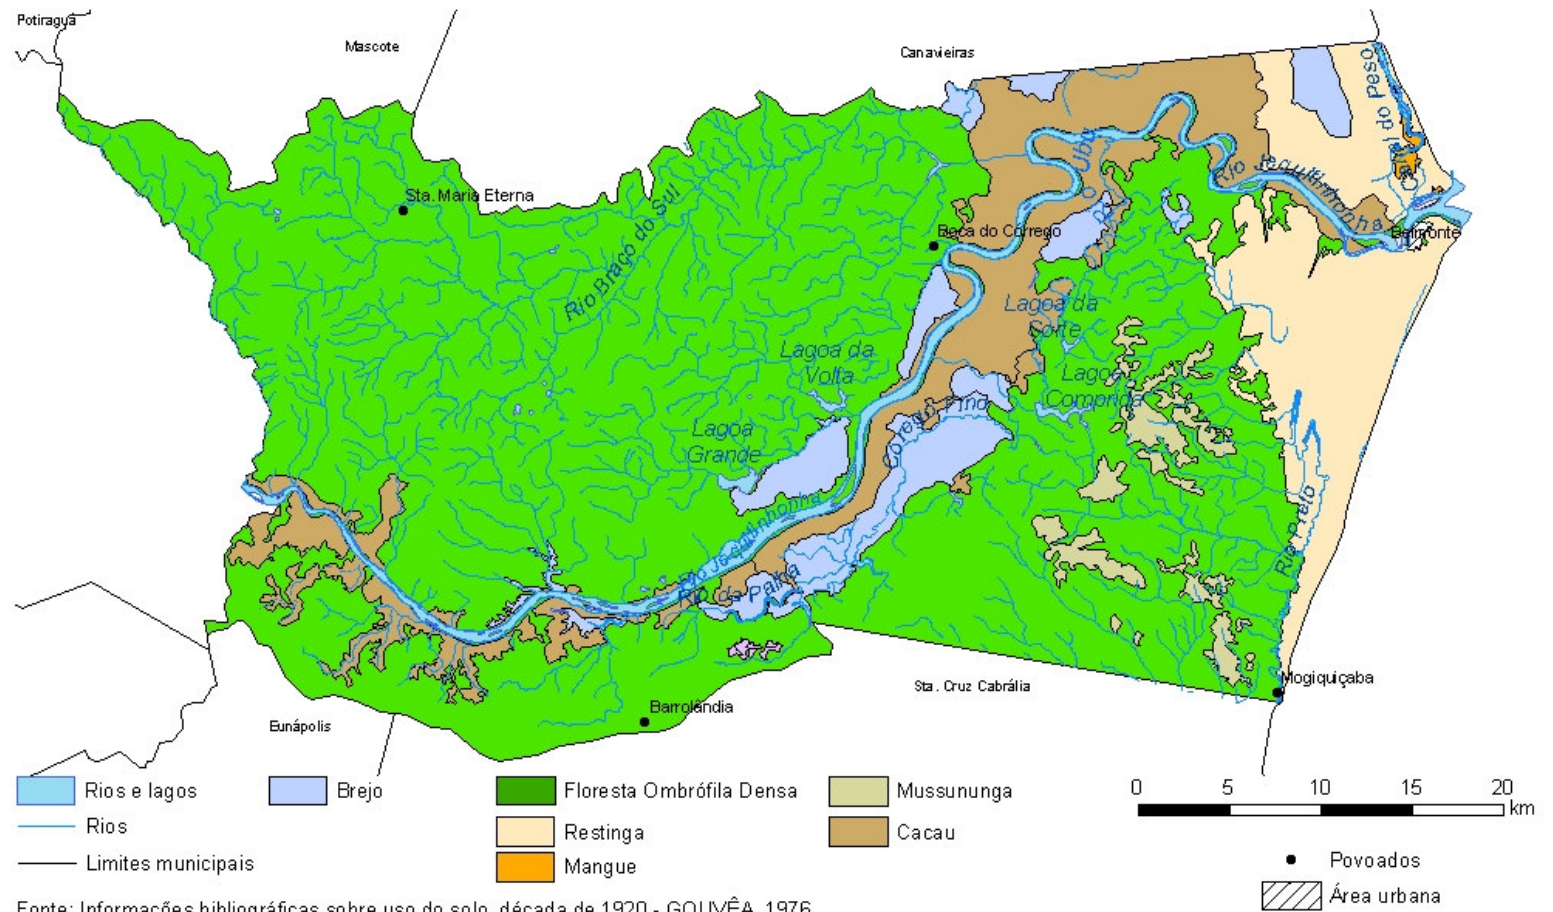 Potiraguá
Mascote
Canavieiras
Canal do Peso
Sta. Maria Eterna
Rio Ubu
Rio Jequitinhonha
Rio Braço do Sul
Boca do Córrego
Belmonte
Lagoa da
Sorte
Lagoa da
Volta
Lagoa
Comprida
Lagoa
Grande
Córrego Pino
Rio Jequitinhonha
Rio Preto
Rio da Palha
Sta. Cruz Cabrália
Mogiquiçaba
Barrolândia
Eunápolis
Rios e lagos
Brejo
Floresta Ombrófila Densa
Mussununga
0 5 10 15 20
km
Rios
Restinga
Cacau
Limites municipais
Mangue
Povoados
Área urbana
Fonte: Informações bibliográficas sobre uso do solo, década de 1920 - GOUVÊA, 1976